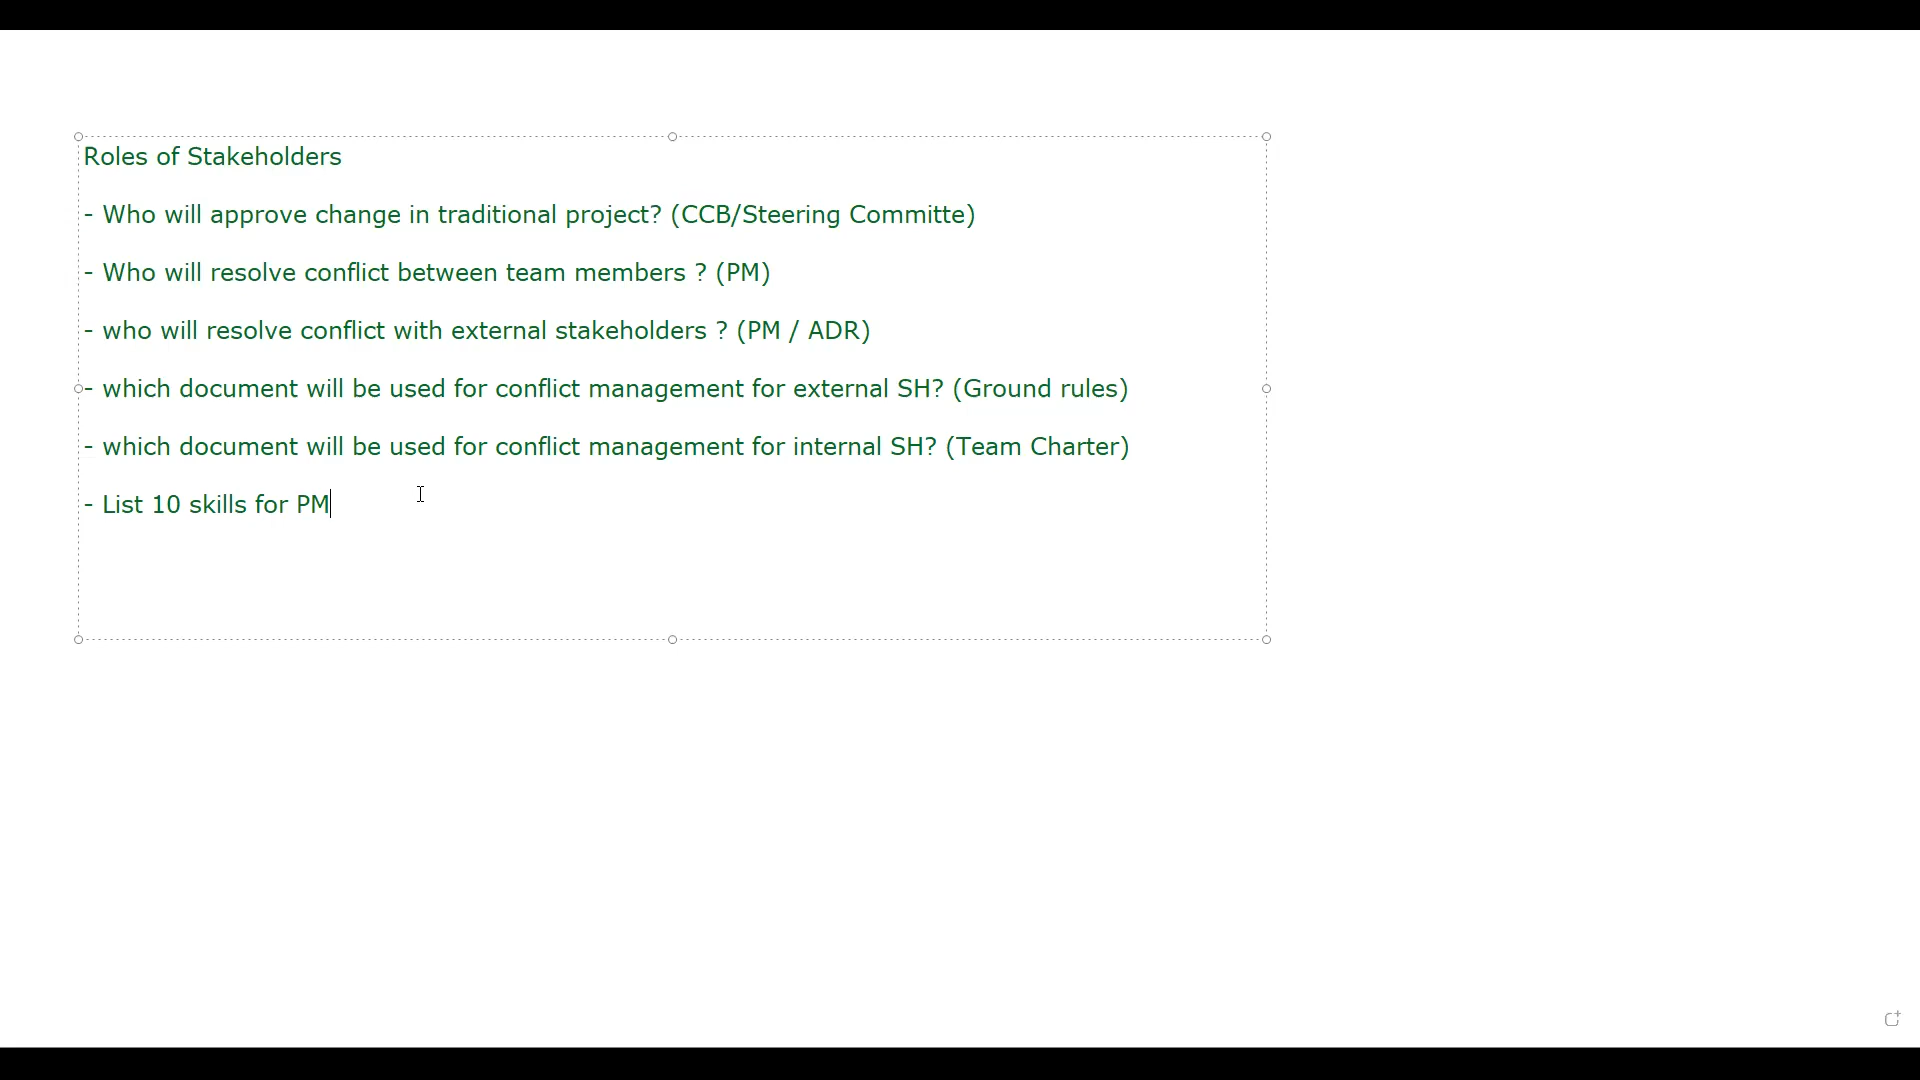 Roles of Stakeholders
- Who will approve change in traditional project? (CCB/Steering Committe)
- Who will resolve conflict between team members ? (PM)
- who will resolve conflict with external stakeholders ? (PM / ADR)
- which document will be used for conflict management for external SH? (Ground rules)
- which document will be used for conflict management for internal SH? (Team Charter)
- List 10 skills for PM